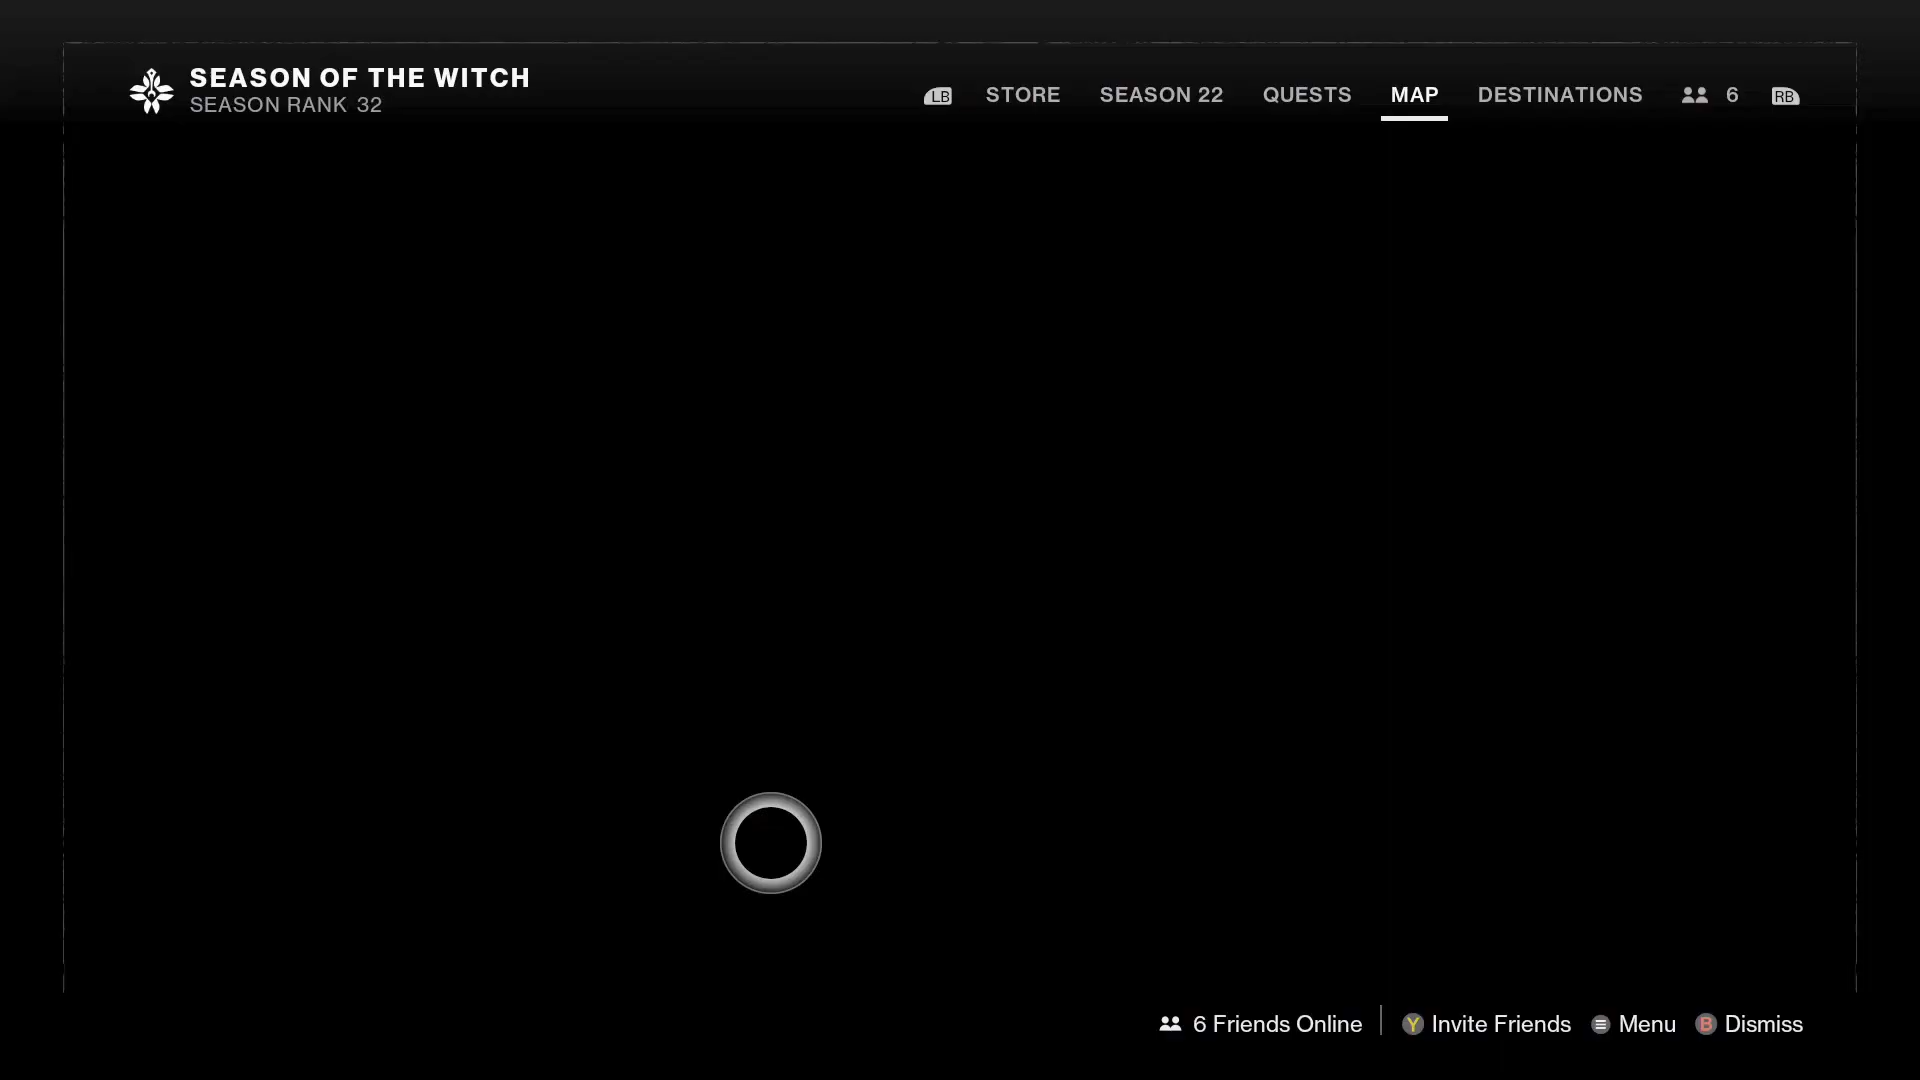 SEASON OF THE WITCH
SEASON RANK 32
LB STORE SEASON 22 QUESTS MAP DESTINATIONS 6 RB
6 Friends Online Y Invite Friends Menu B Dismiss